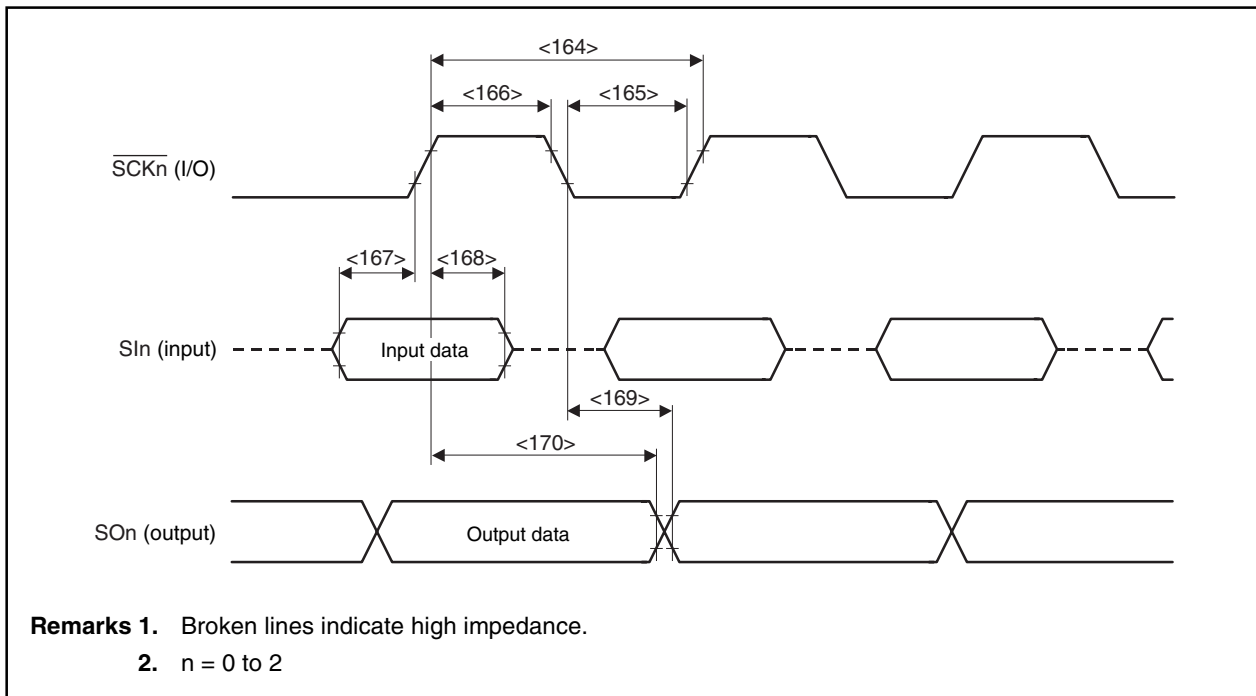 <164>
<166> <165>
SCKn (I/O)
<167> <168>
SIn (input) Input data
<169>
<170>
SOn (output) Output data
Remarks 1. Broken lines indicate high impedance.
2. n = 0 to 2